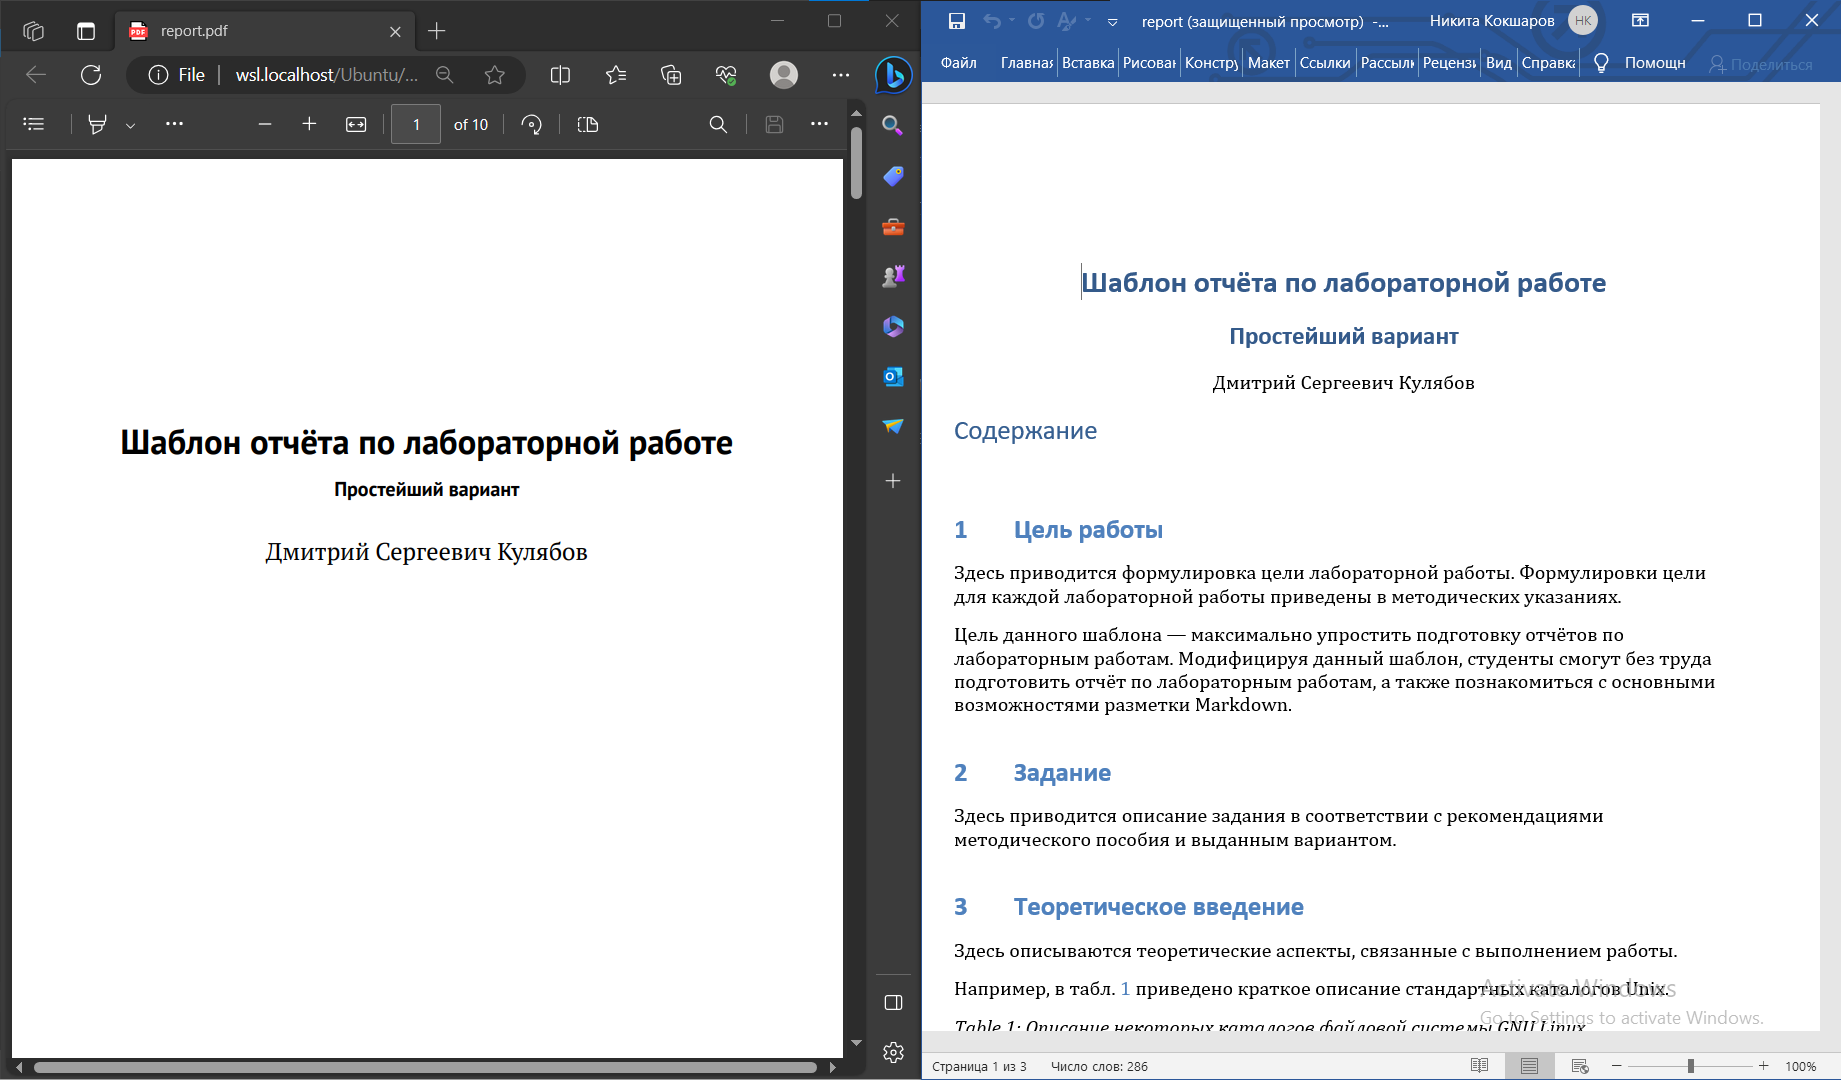 report.pdf
File
wsl.localhost/Ubuntu/...
1
of 10
Шаблон отчёта по лабораторной работе
Простейший вариант
Дмитрий Сергеевич Кулябов
report (защищенный просмотр) -...
Никита Кокшаров
НК
Файл
Главная
Вставка
Рисован
Констру
Макет
Ссылки
Рассылк
Рецензи
Вид
Справка
Помощн
Поделиться
Шаблон отчёта по лабораторной работе
Простейший вариант
Дмитрий Сергеевич Кулябов
Содержание
1 Цель работы
Здесь приводится формулировка цели лабораторной работы. Формулировки цели
для каждой лабораторной работы приведены в методических указаниях.
Цель данного шаблона — максимально упростить подготовку отчётов по
лабораторным работам. Модифицируя данный шаблон, студенты смогут без труда
подготовить отчёт по лабораторным работам, а также познакомиться с основными
возможностями разметки Markdown.
2 Задание
Здесь приводится описание задания в соответствии с рекомендациями
методического пособия и выданным вариантом.
3 Теоретическое введение
Здесь описываются теоретические аспекты, связанные с выполнением работы.
Например, в табл. 1 приведено краткое описание стандартных каталогов Unix.
Table 1: Описание некоторых каталогов файловой системы GNU Linux
Activate Windows
Go to Settings to activate Windows.
Страница 1 из 3
Число слов: 286
100%